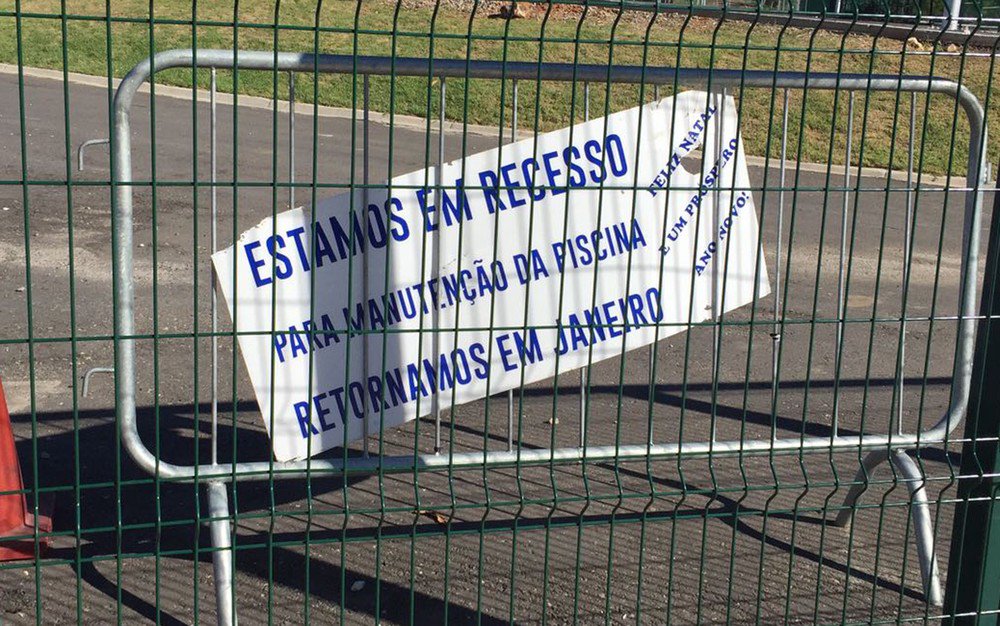 ESTAMOS EM RECESSO
PARA MANUTENÇÃO DA PISCINA
RETORNAMOS EM JANEIRO
FELIZ NATAL
E UM PROSPERO
ANO NOVO!